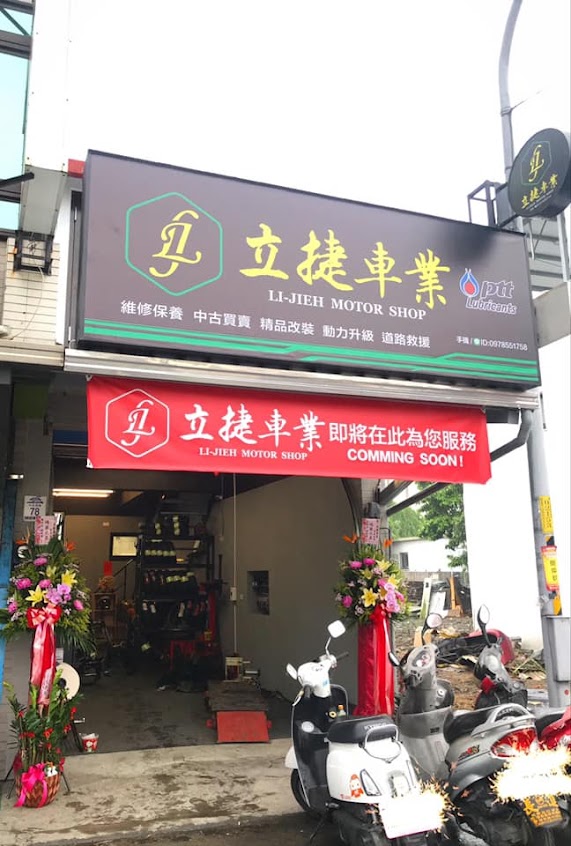 立捷車業
立捷車業
LI-JIEH MOTOR SHOP
ptt
Lubricants
維修保養 中古買賣 精品改裝 動力升級 道路救援
手機/ID:0978551758
立捷車業 即將在此為您服務
LI-JIEH MOTOR SHOP
COMMING SOON!
78